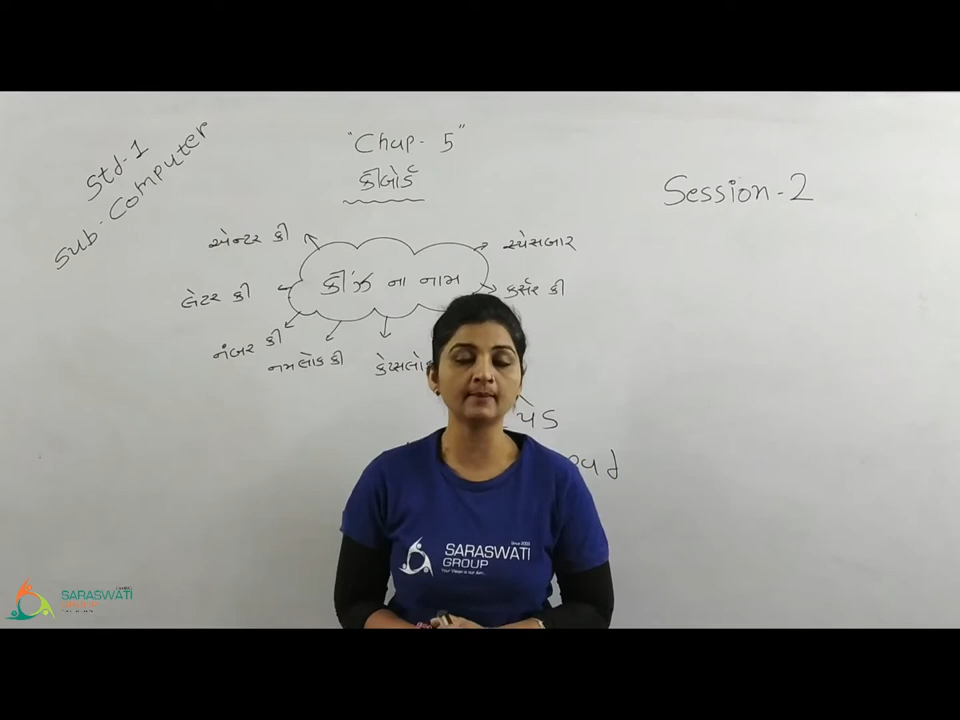 Std-1
Sub. Computer
"Chap- 5"
કીબોર્ડ
Session-2
એન્ટર કી
સ્પેસબાર
લેટર કી
કીઝ ના નામ
કર્સર કી
નંબર કી
નમલોક કી
SARASWATI
GROUP
SARASWATI
GROUP